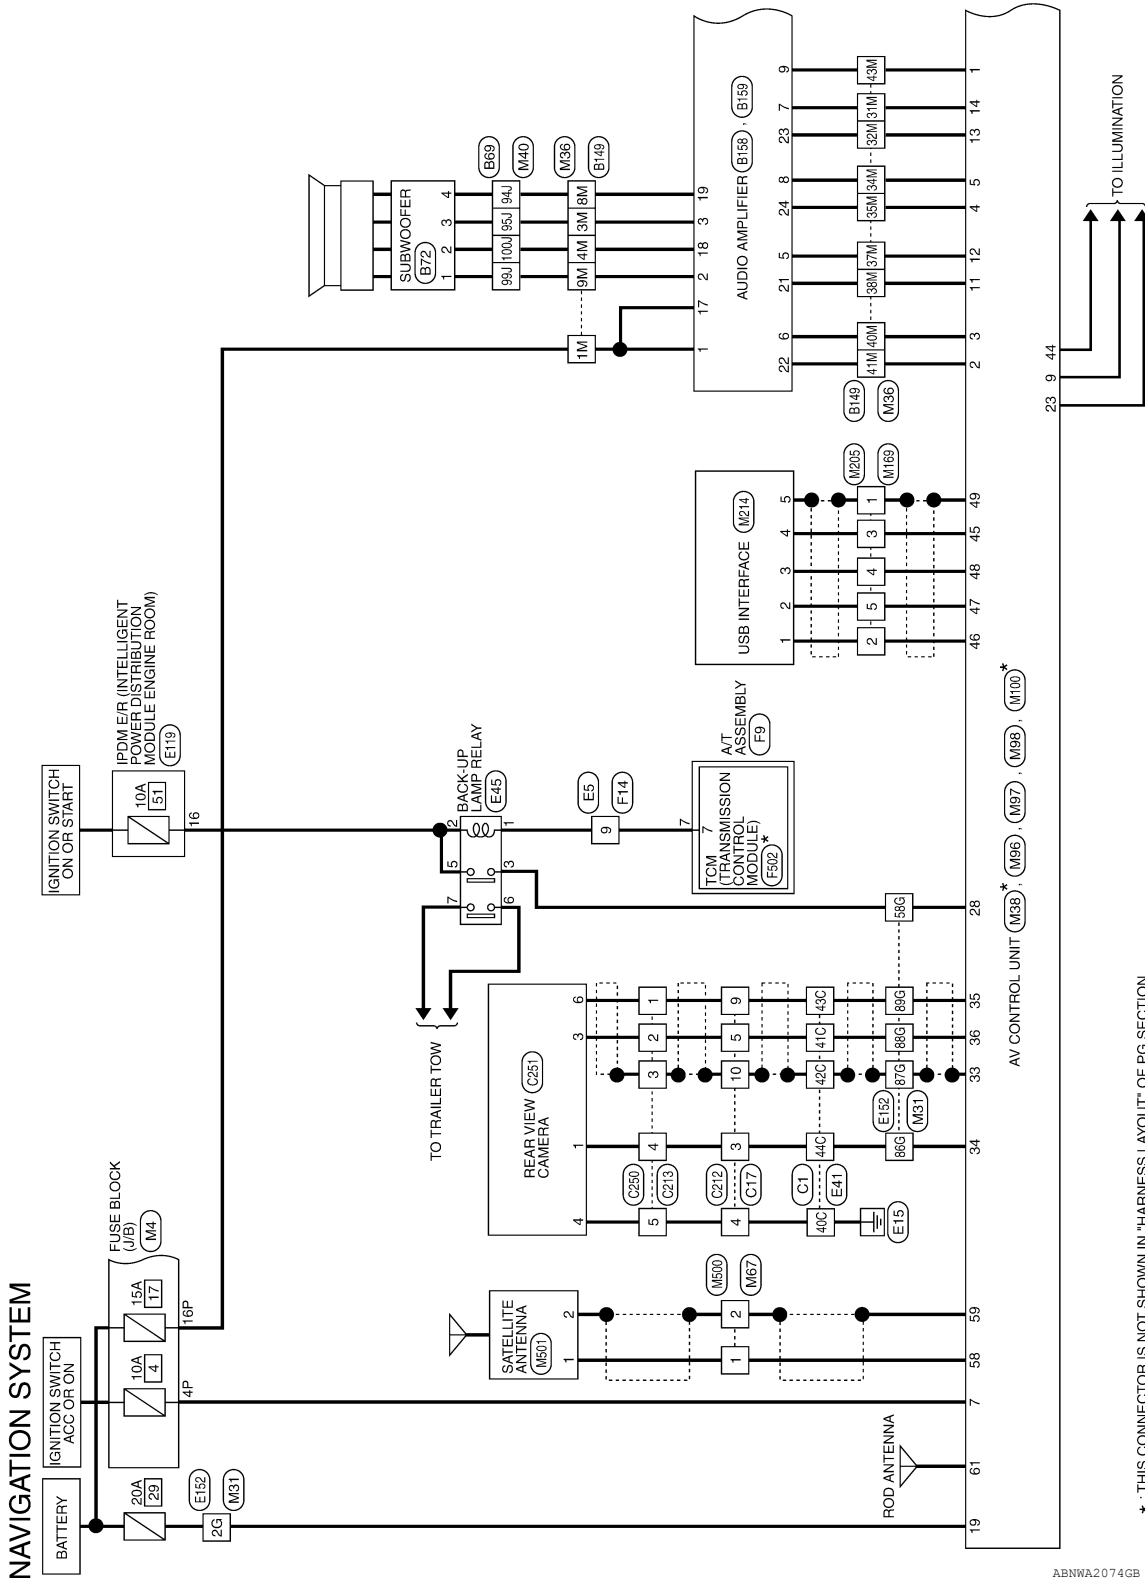 NAVIGATION SYSTEM
BATTERY
IGNITION SWITCH
ACC OR ON
IGNITION SWITCH
ON OR START
20A
29
E152
M31
2G
10A
4
4P
15A
17
16P
FUSE BLOCK
(J/B)
M4
10A
51
16
IPDM E/R (INTELLIGENT
POWER DISTRIBUTION
MODULE ENGINE ROOM)
E119
ROD ANTENNA
SATELLITE
ANTENNA
M501
1
2
M500
M67
1
2
TO TRAILER TOW
REAR VIEW
CAMERA
C251
4
1
3
6
C250
C213
5
4
3
2
1
C212
C17
4
3
10
5
9
C1
E41
40C
44C
42C
41C
43C
E15
E152
M31
86G
87G
88G
89G
58G
BACK-UP
LAMP RELAY
E45
7
5
2
6
3
1
E5
F14
9
7
7
TCM
(TRANSMISSION
CONTROL
MODULE)
F502
*
A/T
ASSEMBLY
F9
USB INTERFACE
M214
1
2
3
4
5
M205
M169
2
5
4
3
1
SUBWOOFER
B72
1
2
3
4
B69
M40
99J
100J
95J
94J
M36
B149
1M
9M
4M
3M
8M
1
17
2
18
3
19
AUDIO AMPLIFIER
B158
,
B159
22
6
21
5
24
8
23
7
9
B149
M36
41M
40M
38M
37M
35M
34M
32M
31M
43M
19
61
7
58
59
34
33
36
35
28
46
47
48
45
49
2
3
11
12
4
5
13
14
1
AV CONTROL UNIT
M38
* ,
M96
,
M97
,
M98
,
M100
*
23
9
44
TO ILLUMINATION
* : THIS CONNECTOR IS NOT SHOWN IN "HARNESS LAYOUT" OF PG SECTION
ABNWA2074GB